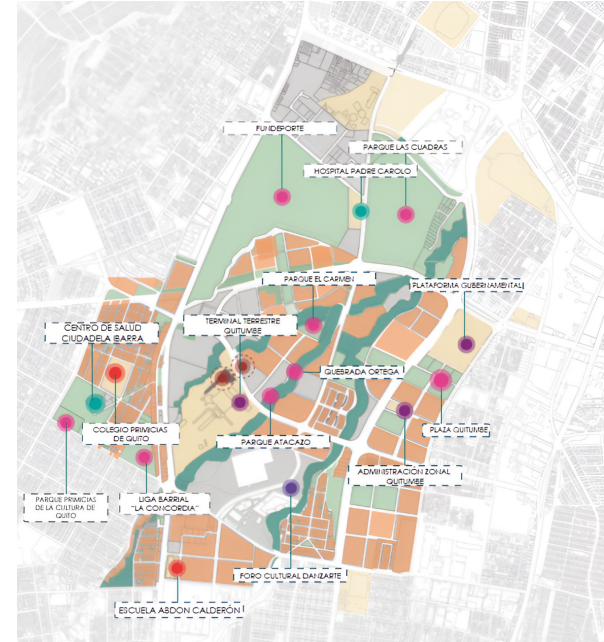 FUNDEPORTE
PARQUE LAS CUADRAS
HOSPITAL PADRE CAROLO
PARQUE EL CARMEN
PLATAFORMA GUBERNAMENTAL
TERMINAL TERRESTRE
QUITUMBE
CENTRO DE SALUD
CIUDADELA IBARRA
QUEBRADA ORTEGA
COLEGIO PRIMICIAS
DE QUITO
PARQUE ATACAZO
PLAZA QUITUMBE
ADMINISTRACIÓN ZONAL
QUITUMBE
PARQUE PRIMICIAS
DE LA CULTURA DE
QUITO
LIGA BARRIAL
"LA CONCORDIA"
FORO CULTURAL DANZARTE
ESCUELA ABDON CALDERÓN